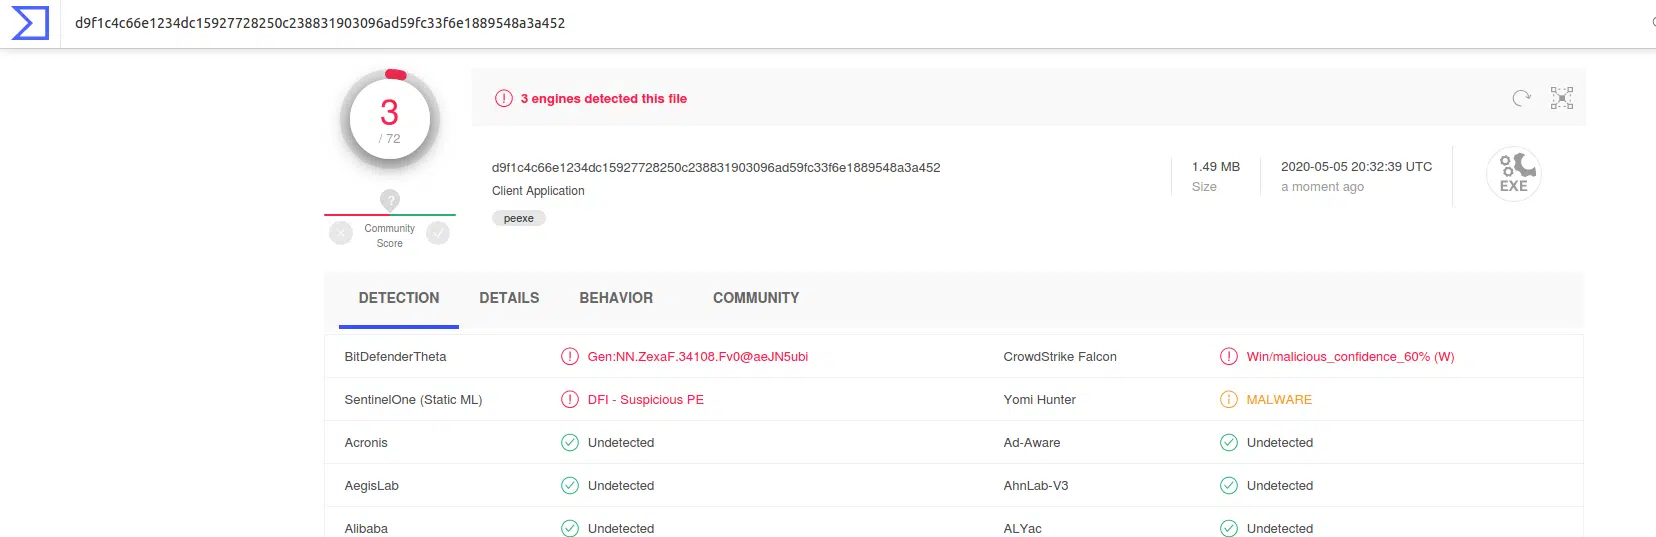 d9f1c4c66e1234dc15927728250c238831903096ad59fc33f6e1889548a3a452
3
/ 72
3 engines detected this file
d9f1c4c66e1234dc15927728250c238831903096ad59fc33f6e1889548a3a452
Client Application
peexe
1.49 MB
Size
2020-05-05 20:32:39 UTC
a moment ago
EXE
?
Community
Score
DETECTION DETAILS BEHAVIOR COMMUNITY
BitDefenderTheta Gen:NN.ZexaF.34108.Fv0@aeJN5ubi CrowdStrike Falcon Win/malicious_confidence_60% (W)
SentinelOne (Static ML) DFI - Suspicious PE Yomi Hunter MALWARE
Acronis Undetected Ad-Aware Undetected
AegisLab Undetected AhnLab-V3 Undetected
Alibaba Undetected ALYac Undetected